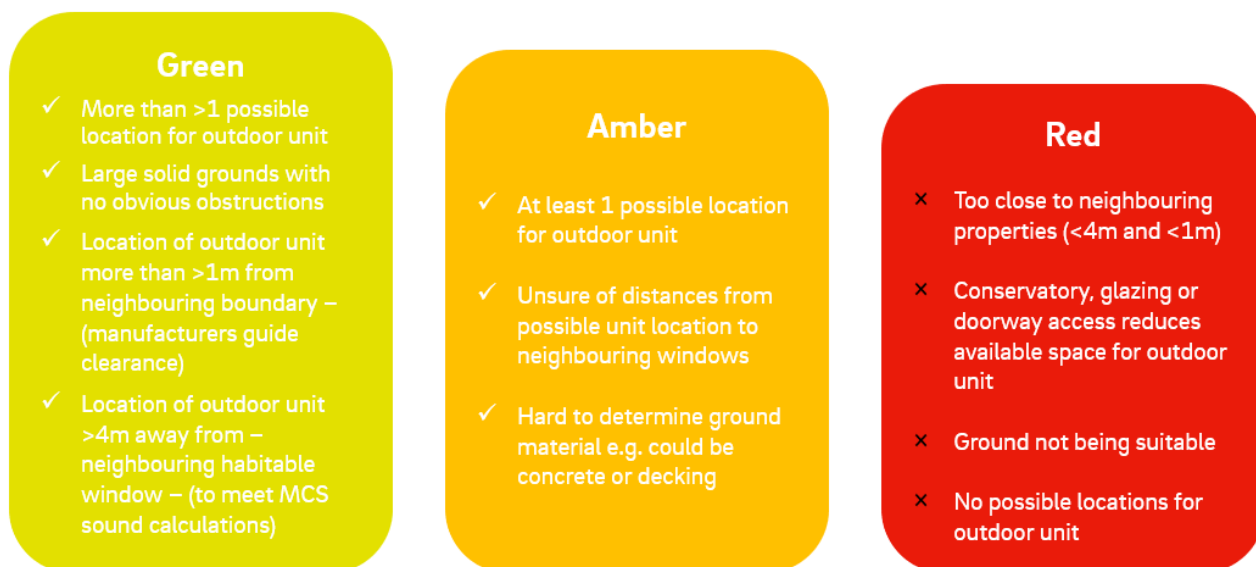 Green
✓ More than >1 possible
location for outdoor unit
✓ Large solid grounds with
no obvious obstructions
✓ Location of outdoor unit
more than >1m from
neighbouring boundary –
(manufacturers guide
clearance)
✓ Location of outdoor unit
>4m away from –
neighbouring habitable
window – (to meet MCS
sound calculations)
Amber
✓ At least 1 possible location
for outdoor unit
✓ Unsure of distances from
possible unit location to
neighbouring windows
✓ Hard to determine ground
material e.g. could be
concrete or decking
Red
× Too close to neighbouring
properties (<4m and <1m)
× Conservatory, glazing or
doorway access reduces
available space for outdoor
unit
× Ground not being suitable
× No possible locations for
outdoor unit